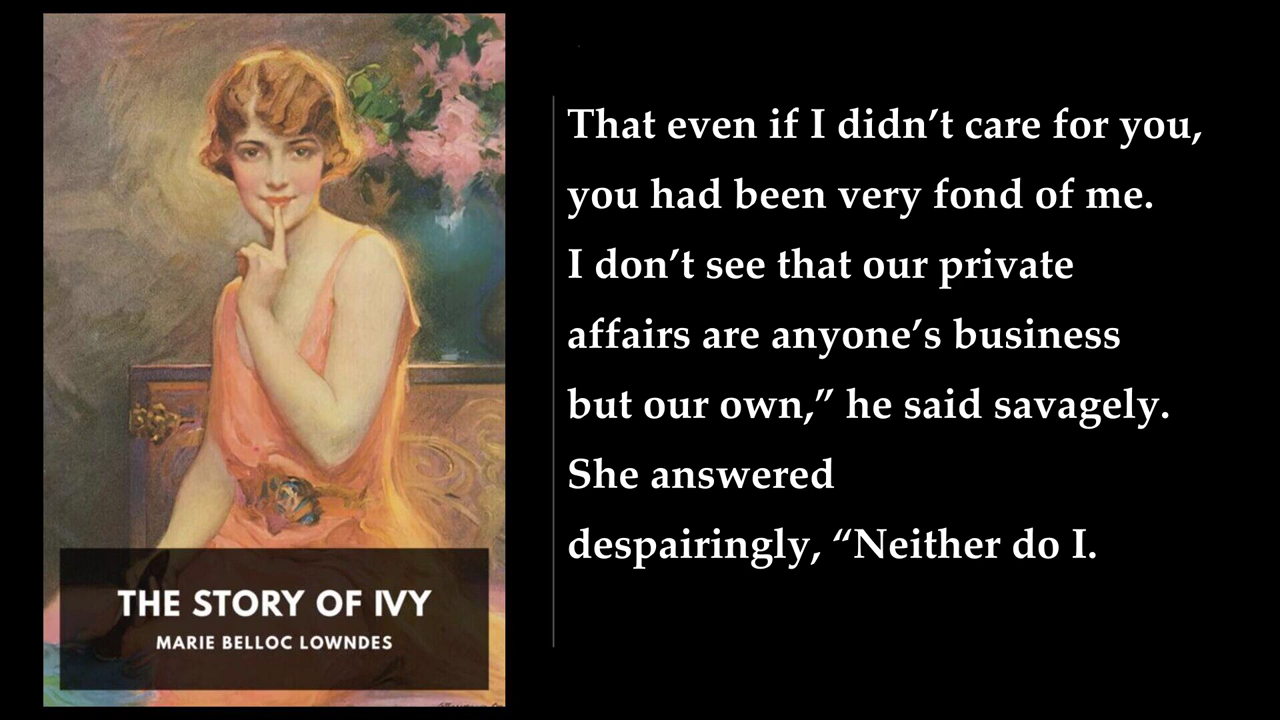 THE STORY OF IVY
MARIE BELLOC LOWNDES
That even if I didn’t care for you,
you had been very fond of me.
I don’t see that our private
affairs are anyone’s business
but our own,” he said savagely.
She answered
despairingly, “Neither do I.